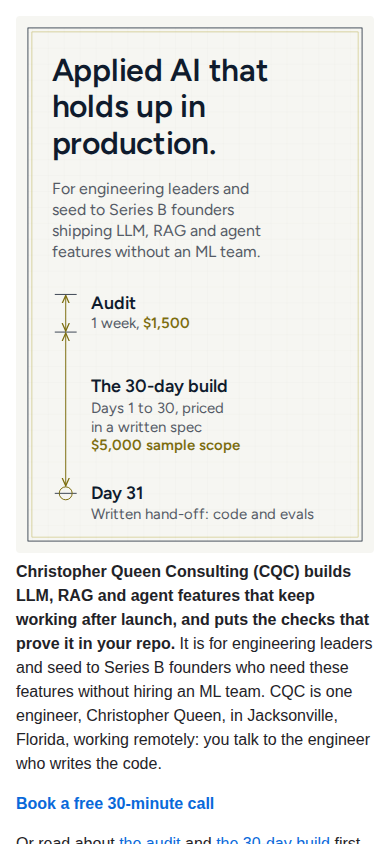 Applied AI that
holds up in
production.
For engineering leaders and
seed to Series B founders
shipping LLM, RAG and agent
features without an ML team.
Audit
1 week, $1,500
The 30-day build
Days 1 to 30, priced
in a written spec
$5,000 sample scope
Day 31
Written hand-off: code and evals
Christopher Queen Consulting (CQC) builds
LLM, RAG and agent features that keep
working after launch, and puts the checks that
prove it in your repo. It is for engineering leaders
and seed to Series B founders who need these
features without hiring an ML team. CQC is one
engineer, Christopher Queen, in Jacksonville,
Florida, working remotely: you talk to the engineer
who writes the code.
Book a free 30-minute call
Or read about the audit and the 30-day build first